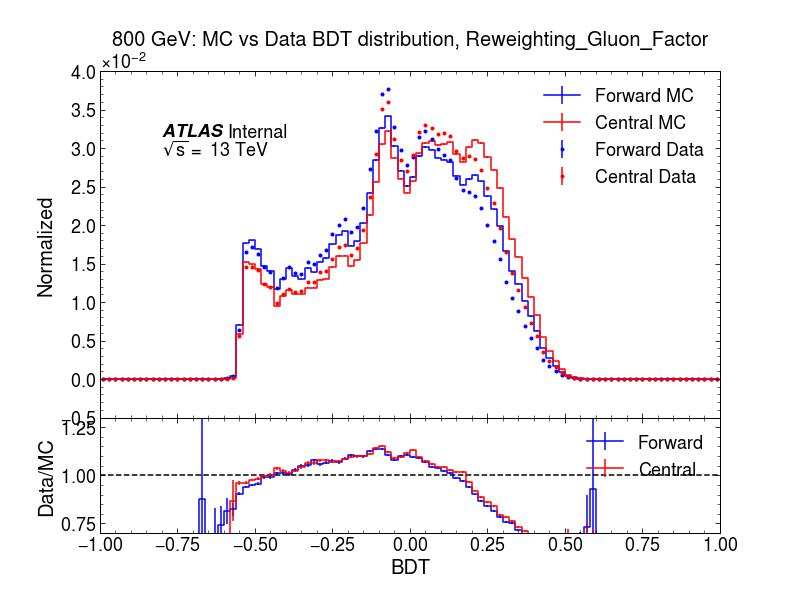 800 GeV: MC vs Data BDT distribution, Reweighting_Gluon_Factor
×10⁻²
4.0
3.5
3.0
2.5
2.0
1.5
1.0
0.5
0.0
−0.5
Normalized
ATLAS Internal
√s = 13 TeV
Forward MC
Central MC
Forward Data
Central Data
1.25
1.00
0.75
Data/MC
Forward
Central
−1.00 −0.75 −0.50 −0.25 0.00 0.25 0.50 0.75 1.00
BDT